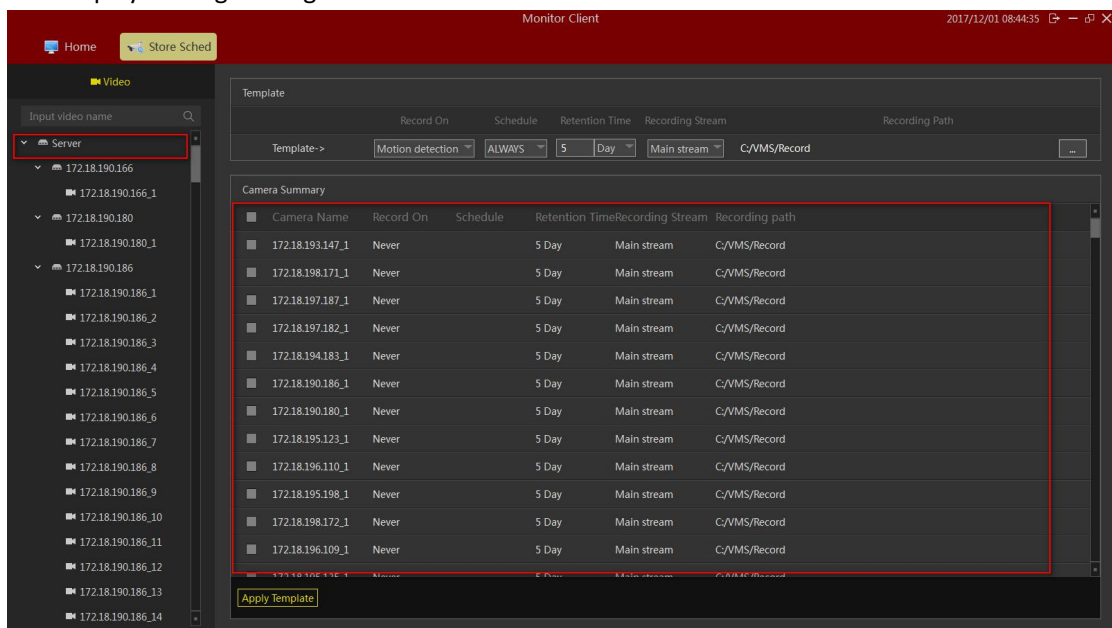 Monitor Client 2017/12/01 08:44:35
Home Store Sched
Video
Input video name
Server
172.18.190.166
172.18.190.166_1
172.18.190.180
172.18.190.180_1
172.18.190.186
172.18.190.186_1
172.18.190.186_2
172.18.190.186_3
172.18.190.186_4
172.18.190.186_5
172.18.190.186_6
172.18.190.186_7
172.18.190.186_8
172.18.190.186_9
172.18.190.186_10
172.18.190.186_11
172.18.190.186_12
172.18.190.186_13
172.18.190.186_14
Template
Record On Schedule Retention Time Recording Stream Recording Path
Template-> Motion detection ALWAYS 5 Day Main stream C:/VMS/Record ...
Camera Summary
Camera Name Record On Schedule Retention Time Recording Stream Recording path
172.18.193.147_1 Never 5 Day Main stream C:/VMS/Record
172.18.198.171_1 Never 5 Day Main stream C:/VMS/Record
172.18.197.187_1 Never 5 Day Main stream C:/VMS/Record
172.18.197.182_1 Never 5 Day Main stream C:/VMS/Record
172.18.194.183_1 Never 5 Day Main stream C:/VMS/Record
172.18.190.186_1 Never 5 Day Main stream C:/VMS/Record
172.18.190.180_1 Never 5 Day Main stream C:/VMS/Record
172.18.195.123_1 Never 5 Day Main stream C:/VMS/Record
172.18.196.110_1 Never 5 Day Main stream C:/VMS/Record
172.18.195.198_1 Never 5 Day Main stream C:/VMS/Record
172.18.198.172_1 Never 5 Day Main stream C:/VMS/Record
172.18.196.109_1 Never 5 Day Main stream C:/VMS/Record
Apply Template